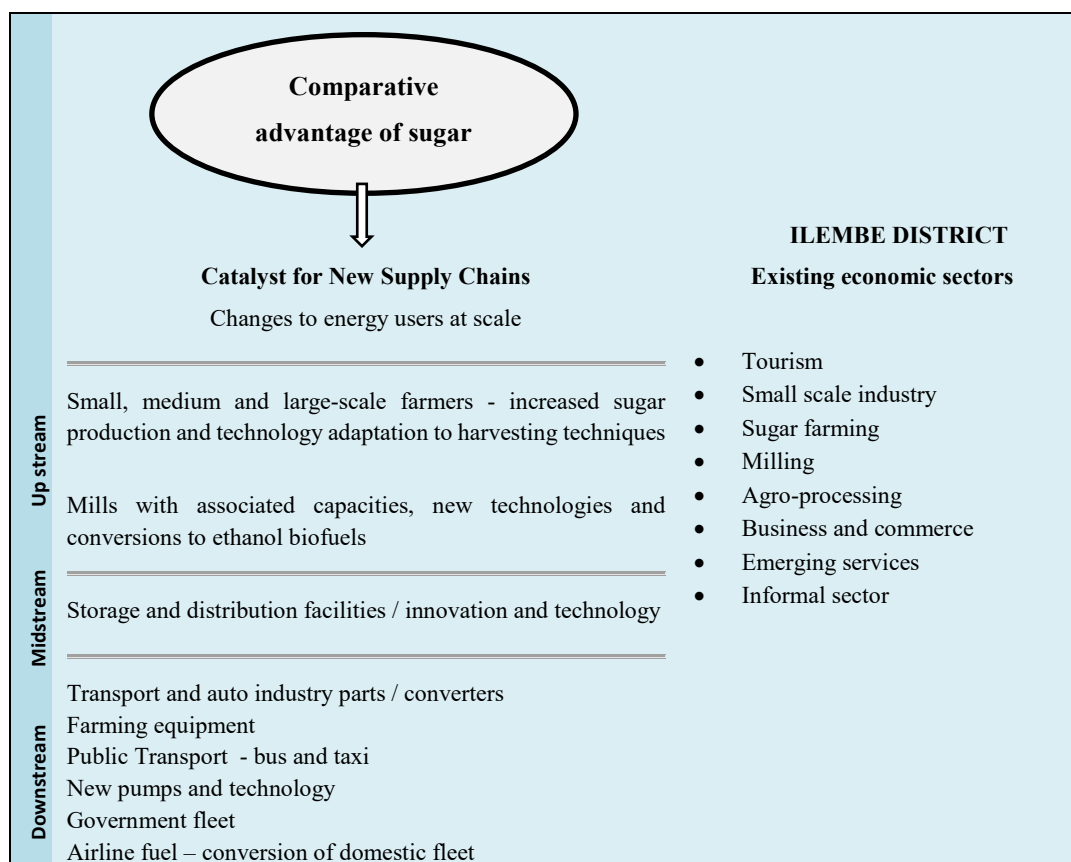 Comparative
advantage of sugar
Catalyst for New Supply Chains
Changes to energy users at scale
Up stream
Small, medium and large-scale farmers - increased sugar
production and technology adaptation to harvesting techniques
Mills with associated capacities, new technologies and
conversions to ethanol biofuels
Midstream
Storage and distribution facilities / innovation and technology
Downstream
Transport and auto industry parts / converters
Farming equipment
Public Transport - bus and taxi
New pumps and technology
Government fleet
Airline fuel – conversion of domestic fleet
ILEMBE DISTRICT
Existing economic sectors
• Tourism
• Small scale industry
• Sugar farming
• Milling
• Agro-processing
• Business and commerce
• Emerging services
• Informal sector